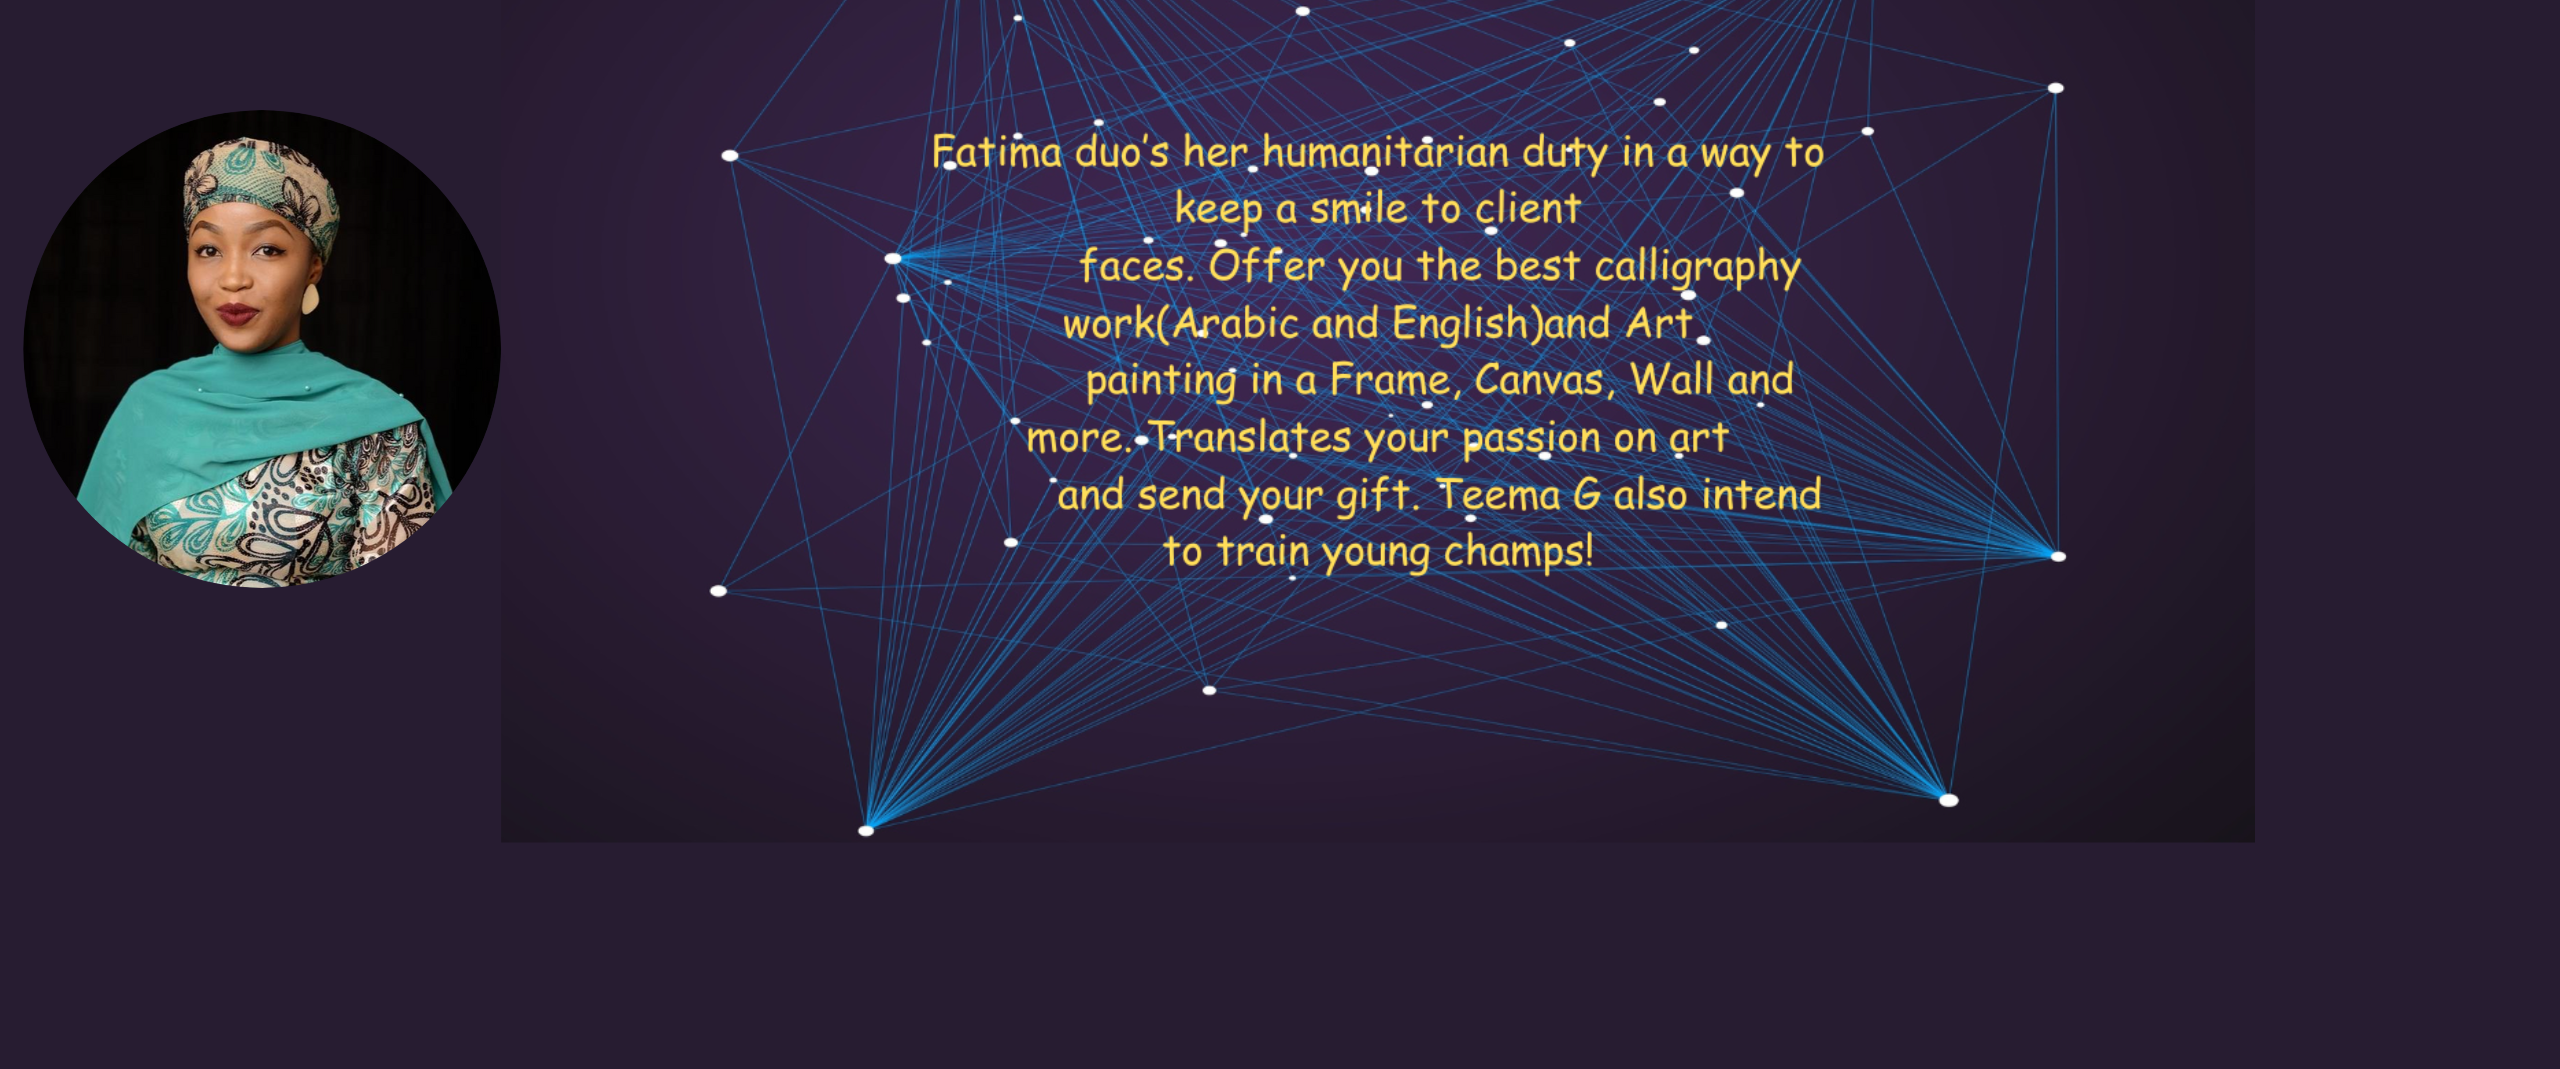 Fatima duo’s her humanitarian duty in a way to
keep a smile to client
faces. Offer you the best calligraphy
work(Arabic and English)and Art
painting in a Frame, Canvas, Wall and
more. Translates your passion on art
and send your gift. Teema G also intend
to train young champs!